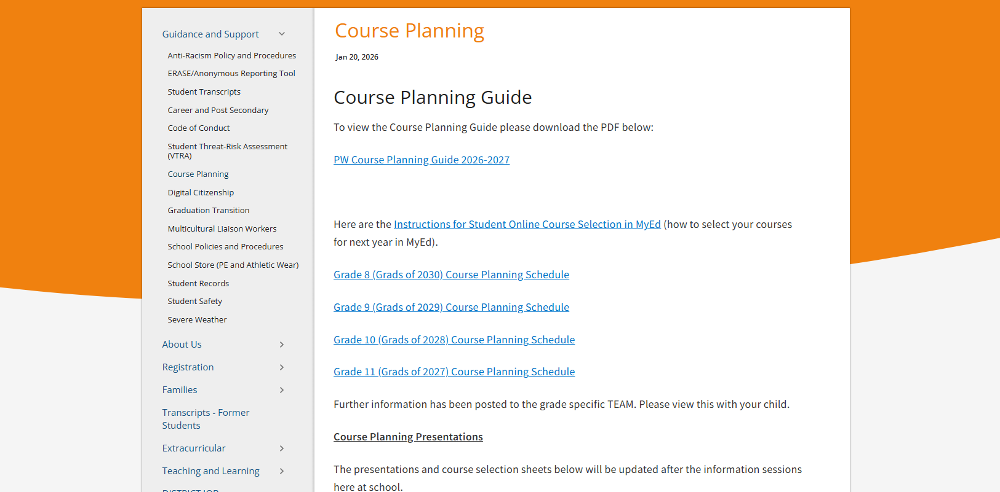 Guidance and Support
Anti-Racism Policy and Procedures
ERASE/Anonymous Reporting Tool
Student Transcripts
Career and Post Secondary
Code of Conduct
Student Threat-Risk Assessment
(VTRA)
Course Planning
Digital Citizenship
Graduation Transition
Multicultural Liaison Workers
School Policies and Procedures
School Store (PE and Athletic Wear)
Student Records
Student Safety
Severe Weather
About Us
Registration
Families
Transcripts - Former
Students
Extracurricular
Teaching and Learning
DISTRICT JOB
Course Planning
Jan 20, 2026
Course Planning Guide
To view the Course Planning Guide please download the PDF below:
PW Course Planning Guide 2026-2027
Here are the Instructions for Student Online Course Selection in MyEd (how to select your courses
for next year in MyEd).
Grade 8 (Grads of 2030) Course Planning Schedule
Grade 9 (Grads of 2029) Course Planning Schedule
Grade 10 (Grads of 2028) Course Planning Schedule
Grade 11 (Grads of 2027) Course Planning Schedule
Further information has been posted to the grade specific TEAM. Please view this with your child.
Course Planning Presentations
The presentations and course selection sheets below will be updated after the information sessions
here at school.